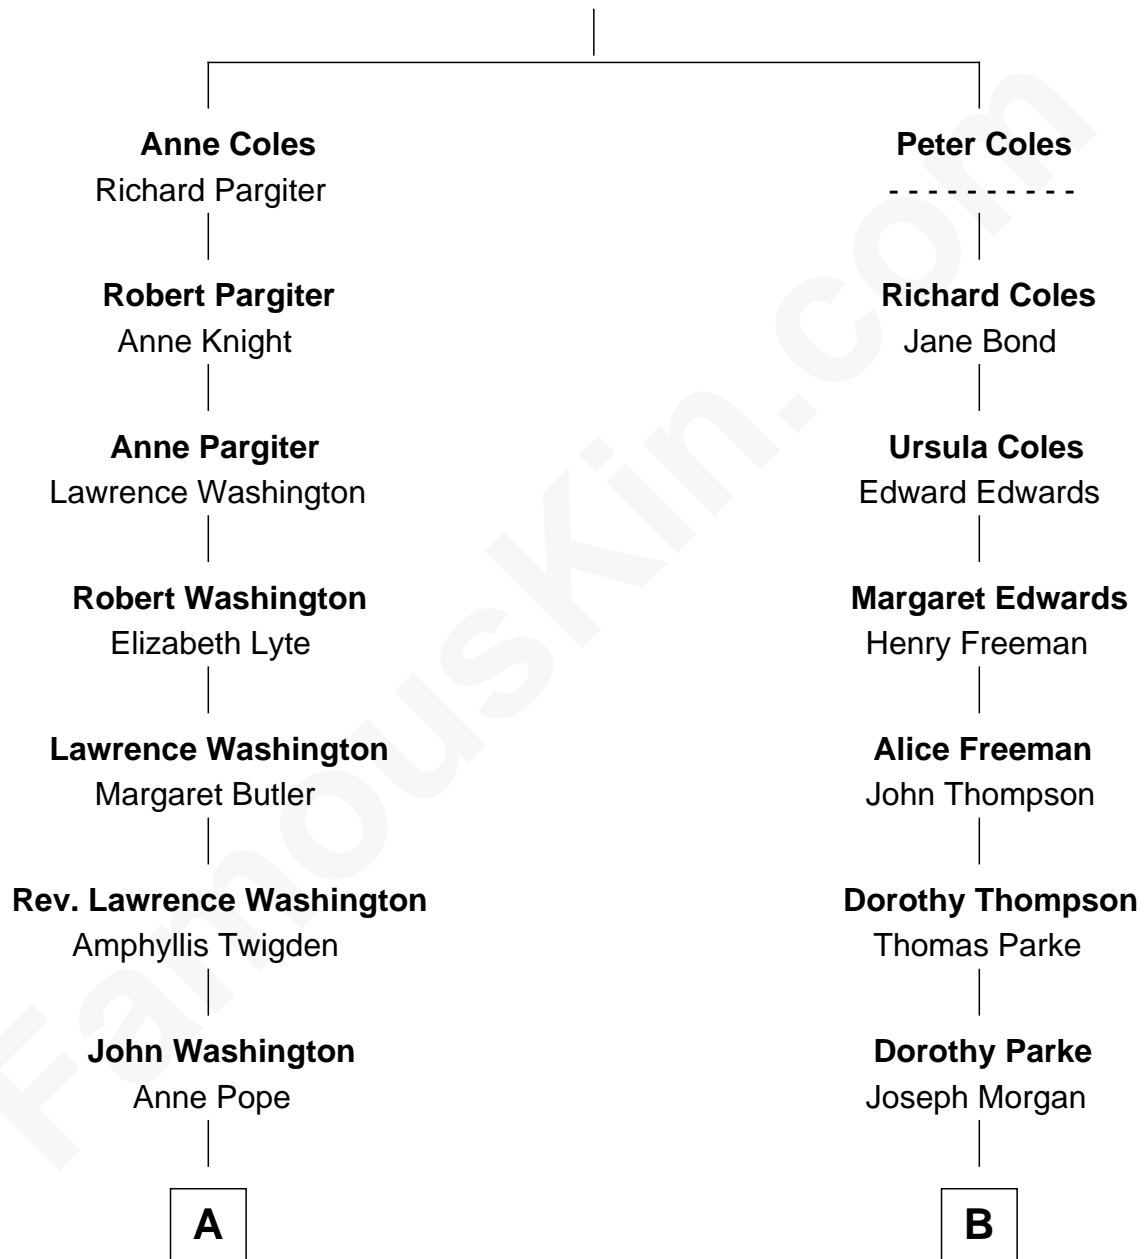 Anne Coles
Richard Pargiter
Robert Pargiter
Anne Knight
Anne Pargiter
Lawrence Washington
Robert Washington
Elizabeth Lyte
Lawrence Washington
Margaret Butler
Rev. Lawrence Washington
Amphyllis Twigden
John Washington
Anne Pope
A
Peter Coles
- - - - - - - - - -
Richard Coles
Jane Bond
Ursula Coles
Edward Edwards
Margaret Edwards
Henry Freeman
Alice Freeman
John Thompson
Dorothy Thompson
Thomas Parke
Dorothy Parke
Joseph Morgan
B
FamousKin.com